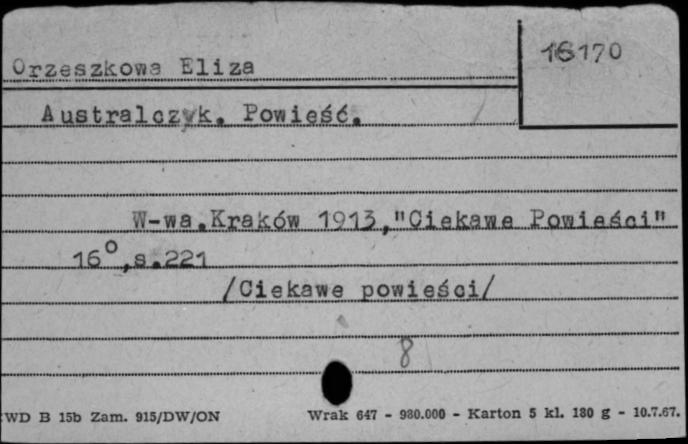 16170
Orzeszkowa Eliza
Australczyk. Powieść.
W-wa.Kraków 1913,"Ciekawe Powieści"
16°,s.221
/Ciekawe powieści/
8
WD B 15b Zam. 915/DW/ON Wrak 647 - 980.000 - Karton 5 kl. 180 g - 10.7.67.